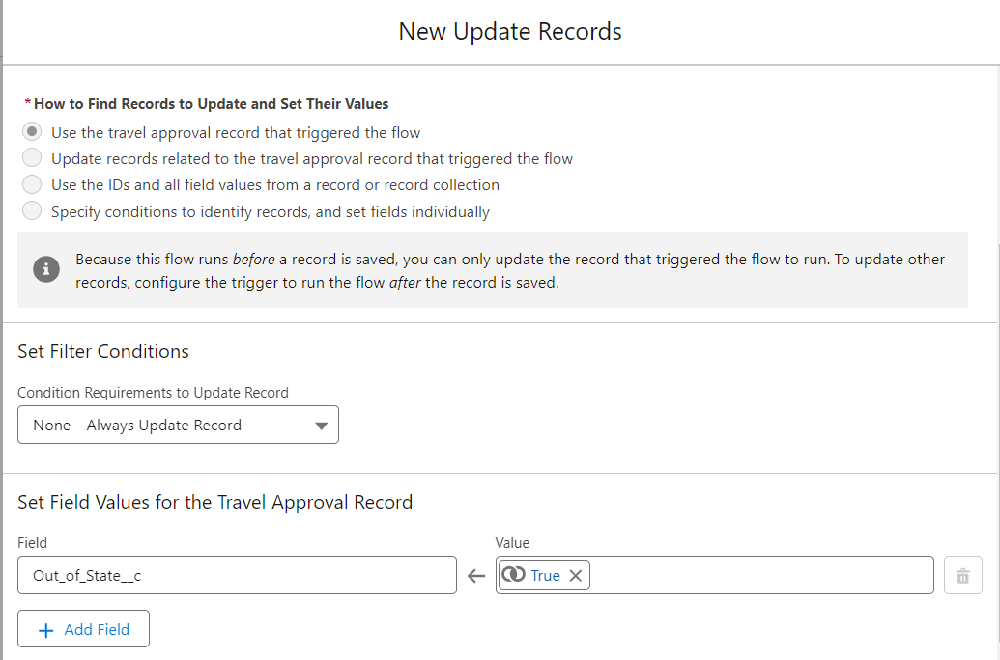 New Update Records
*How to Find Records to Update and Set Their Values
Use the travel approval record that triggered the flow
Update records related to the travel approval record that triggered the flow
Use the IDs and all field values from a record or record collection
Specify conditions to identify records, and set fields individually
Because this flow runs before a record is saved, you can only update the record that triggered the flow to run. To update other
records, configure the trigger to run the flow after the record is saved.
Set Filter Conditions
Condition Requirements to Update Record
None—Always Update Record
Set Field Values for the Travel Approval Record
Field
Value
Out_of_State__c
True
Add Field